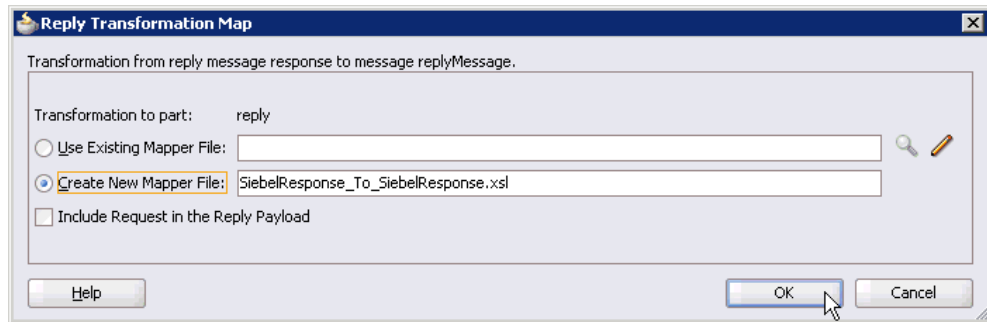 Reply Transformation Map
Transformation from reply message response to message replyMessage.
Transformation to part: reply
Use Existing Mapper File:
Create New Mapper File: SiebelResponse_To_SiebelResponse.xsl
Include Request in the Reply Payload
Help OK Cancel